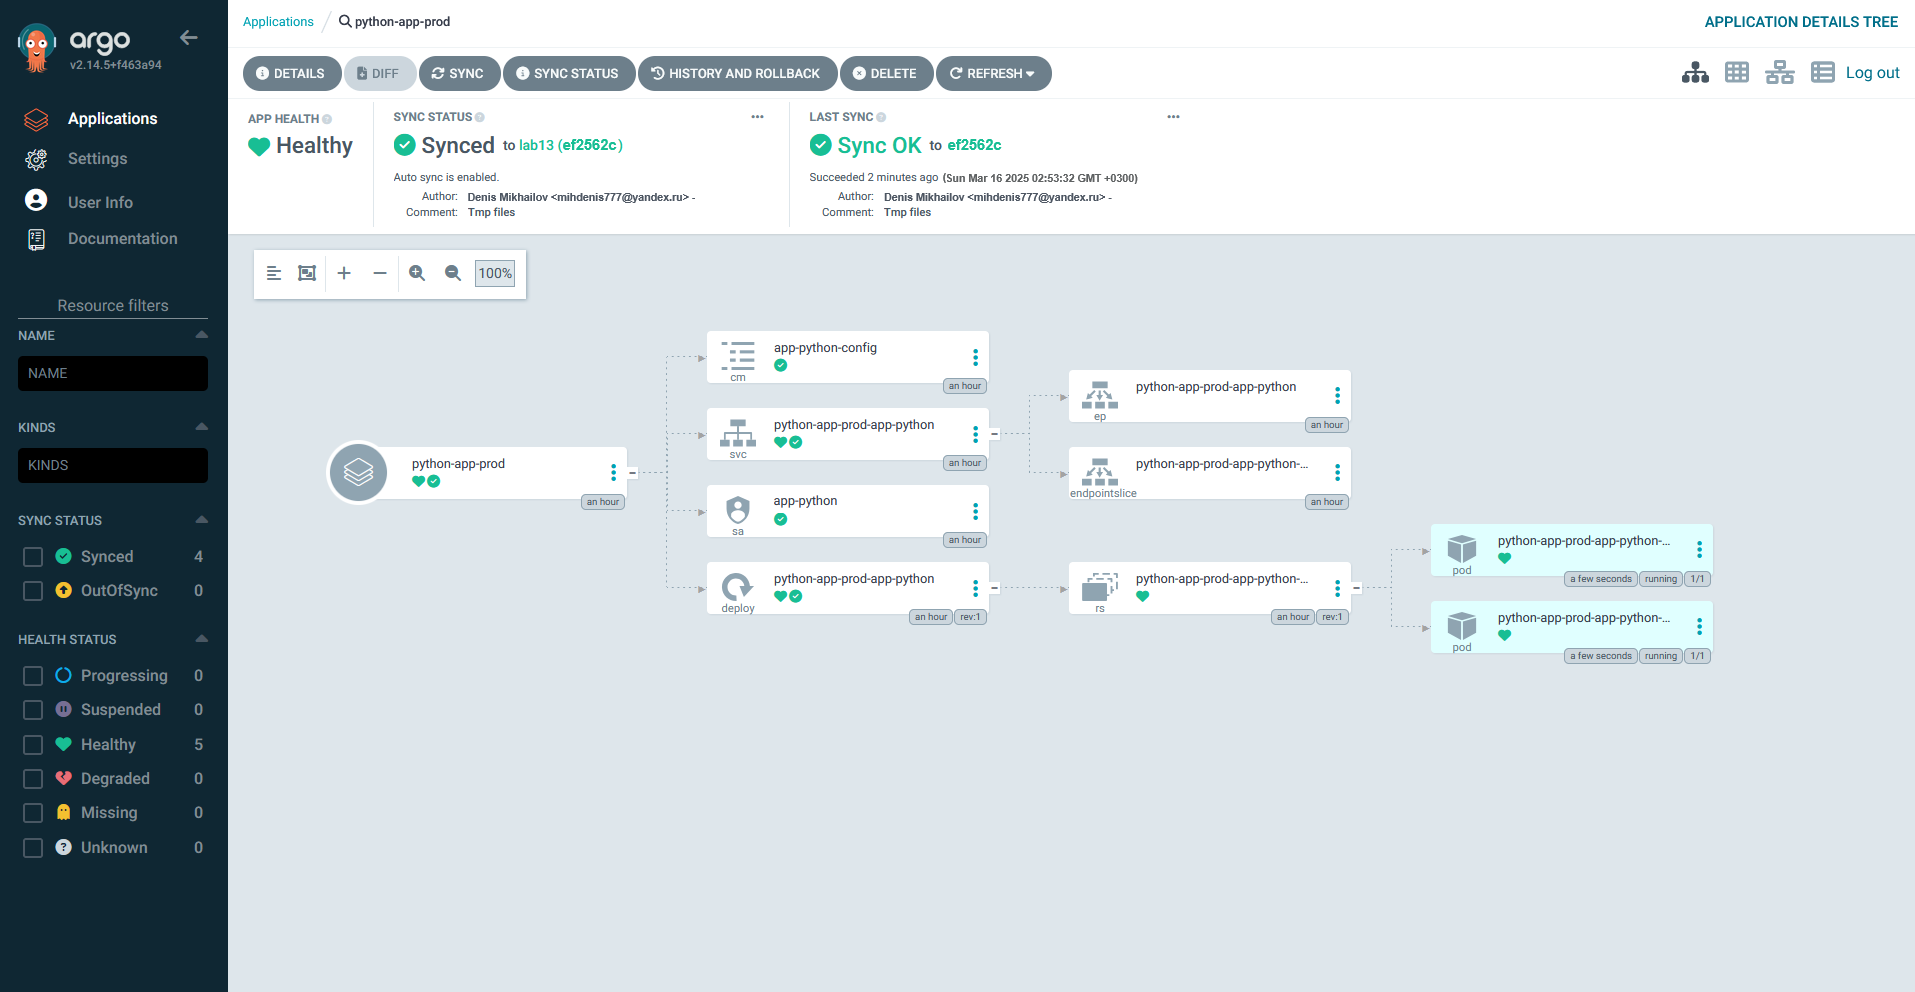 argo
v2.14.5+f463a94
Applications
Settings
User Info
Documentation
Resource filters
NAME
NAME
KINDS
KINDS
SYNC STATUS
Synced 4
OutOfSync 0
HEALTH STATUS
Progressing 0
Suspended 0
Healthy 5
Degraded 0
Missing 0
Unknown 0
Applications / python-app-prod
APPLICATION DETAILS TREE
DETAILS DIFF SYNC SYNC STATUS HISTORY AND ROLLBACK DELETE REFRESH
Log out
APP HEALTH
Healthy
SYNC STATUS
Synced to lab13 (ef2562c)
Auto sync is enabled.
Author: Denis Mikhailov <mihdenis777@yandex.ru> -
Comment: Tmp files
LAST SYNC
Sync OK to ef2562c
Succeeded 2 minutes ago (Sun Mar 16 2025 02:53:32 GMT +0300)
Author: Denis Mikhailov <mihdenis777@yandex.ru> -
Comment: Tmp files
100%
python-app-prod
an hour
app-python-config
cm
an hour
python-app-prod-app-python
svc
an hour
app-python
sa
an hour
python-app-prod-app-python
deploy
an hour rev:1
python-app-prod-app-python
ep
an hour
python-app-prod-app-python-...
endpointslice
an hour
python-app-prod-app-python-...
rs
an hour rev:1
python-app-prod-app-python-...
pod
a few seconds running 1/1
python-app-prod-app-python-...
pod
a few seconds running 1/1